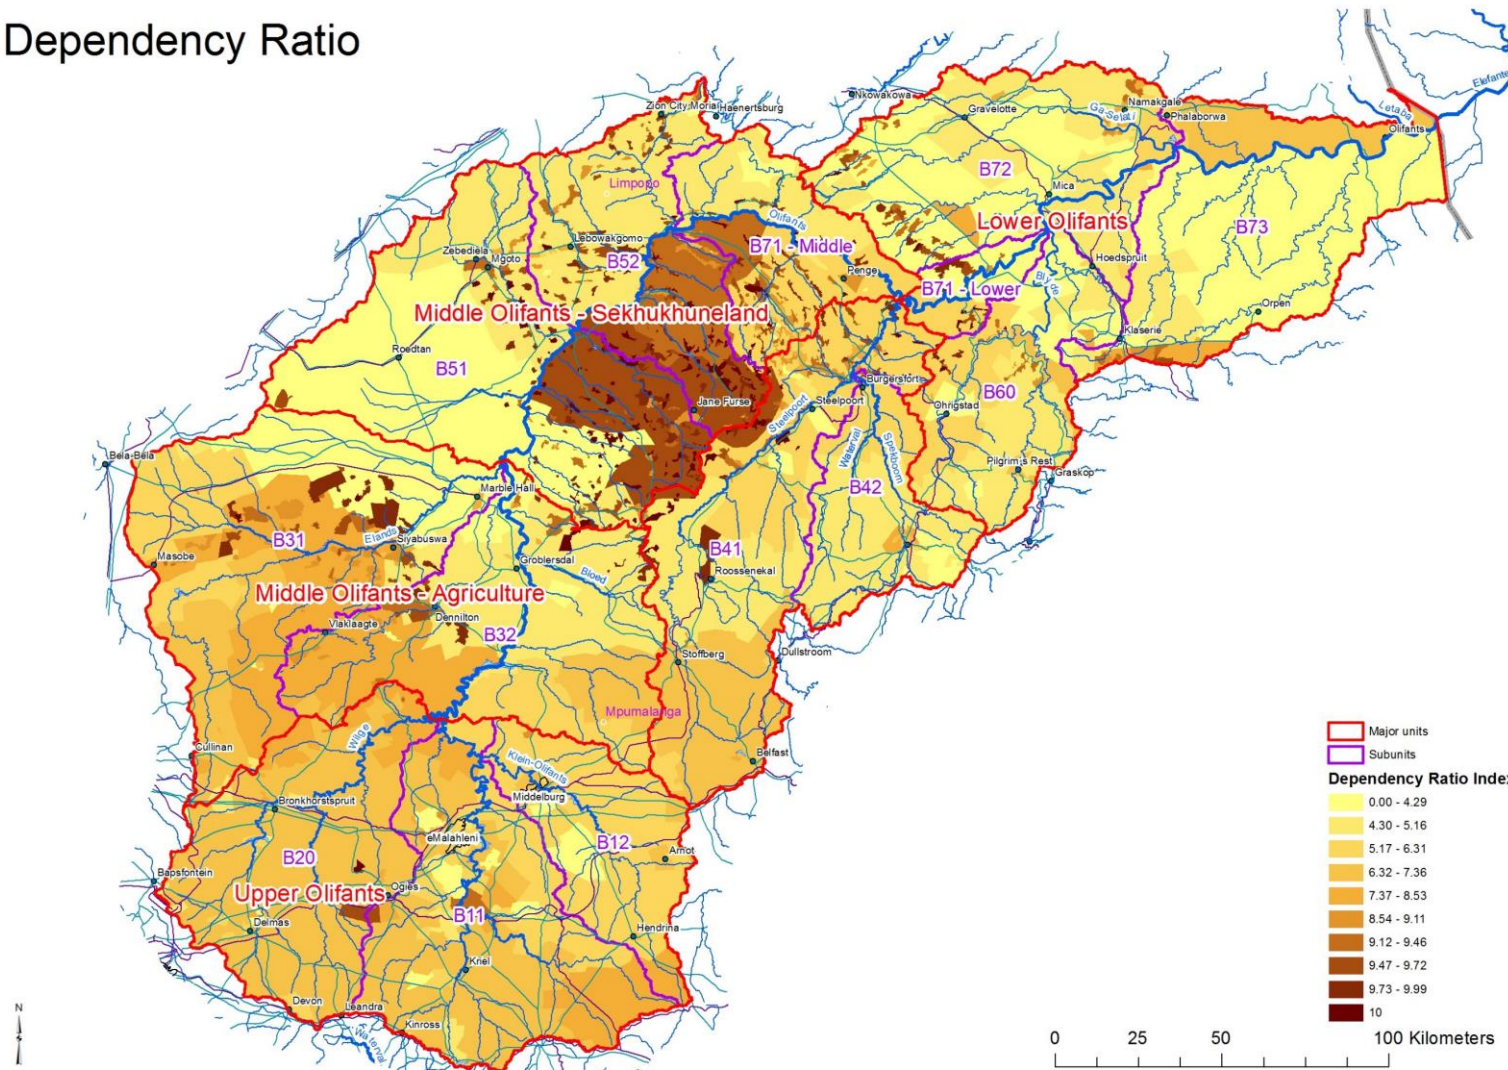 Dependency Ratio
Zion City Moria
Haenertsburg
Nkowakowa
Gravelotte
Ga-Selati
Namakgale
Phalaborwa
Letaba
Elefante
Olifants
Limpopo
B72
Mica
Lower Olifants
B73
Olifants
B71 - Middle
Lebowakgomo
B52
Zebediela
Mgoto
Penge
Hoedspruit
B71 - Lower
Blyde
Orpen
Middle Olifants - Sekhukhuneland
Klaserie
Roedtan
B51
Burgersfort
B60
Jane Furse
Steelpoort
Steelpoort
Ohrigstad
Waterval
Spekboom
Bela-Bela
Pilgrim's Rest
Graskop
Marble Hall
B42
B31
Elands
Siyabuswa
B41
Masobe
Groblersdal
Bloed
Roossenekal
Middle Olifants - Agriculture
Dennilton
Vlaklaagte
B32
Stoffberg
Dullstroom
Mpumalanga
Wilge
Cullinan
Klein-Olifants
Belfast
Bronkhorstspruit
Middelburg
eMalahleni
B20
B12
Arnot
Bapsfontein
Upper Olifants
Ogies
B11
Delmas
Hendrina
Kriel
Devon
Leandra
Kinross
Waterval
N
Major units
Subunits
Dependency Ratio Index
0.00 - 4.29
4.30 - 5.16
5.17 - 6.31
6.32 - 7.36
7.37 - 8.53
8.54 - 9.11
9.12 - 9.46
9.47 - 9.72
9.73 - 9.99
10
0 25 50 100 Kilometers